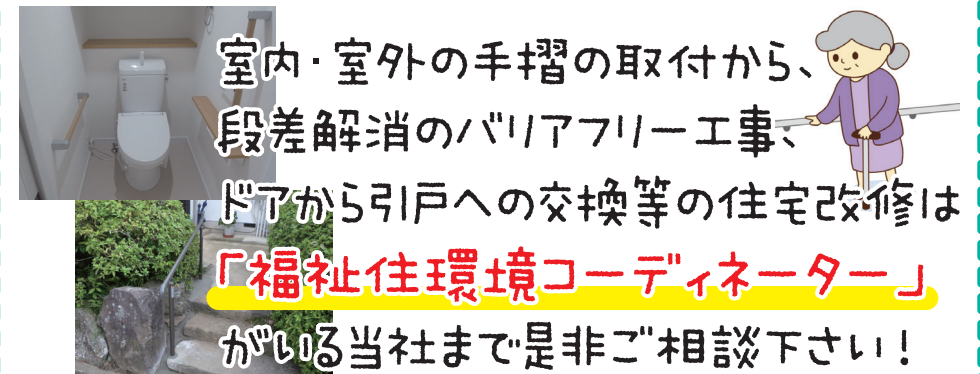 室内・室外の手摺の取付から、
段差解消のバリアフリー工事、
ドアから引戸への交換等の住宅改修は
「福祉住環境コーディネーター」
がいる当社まで是非ご相談下さい！